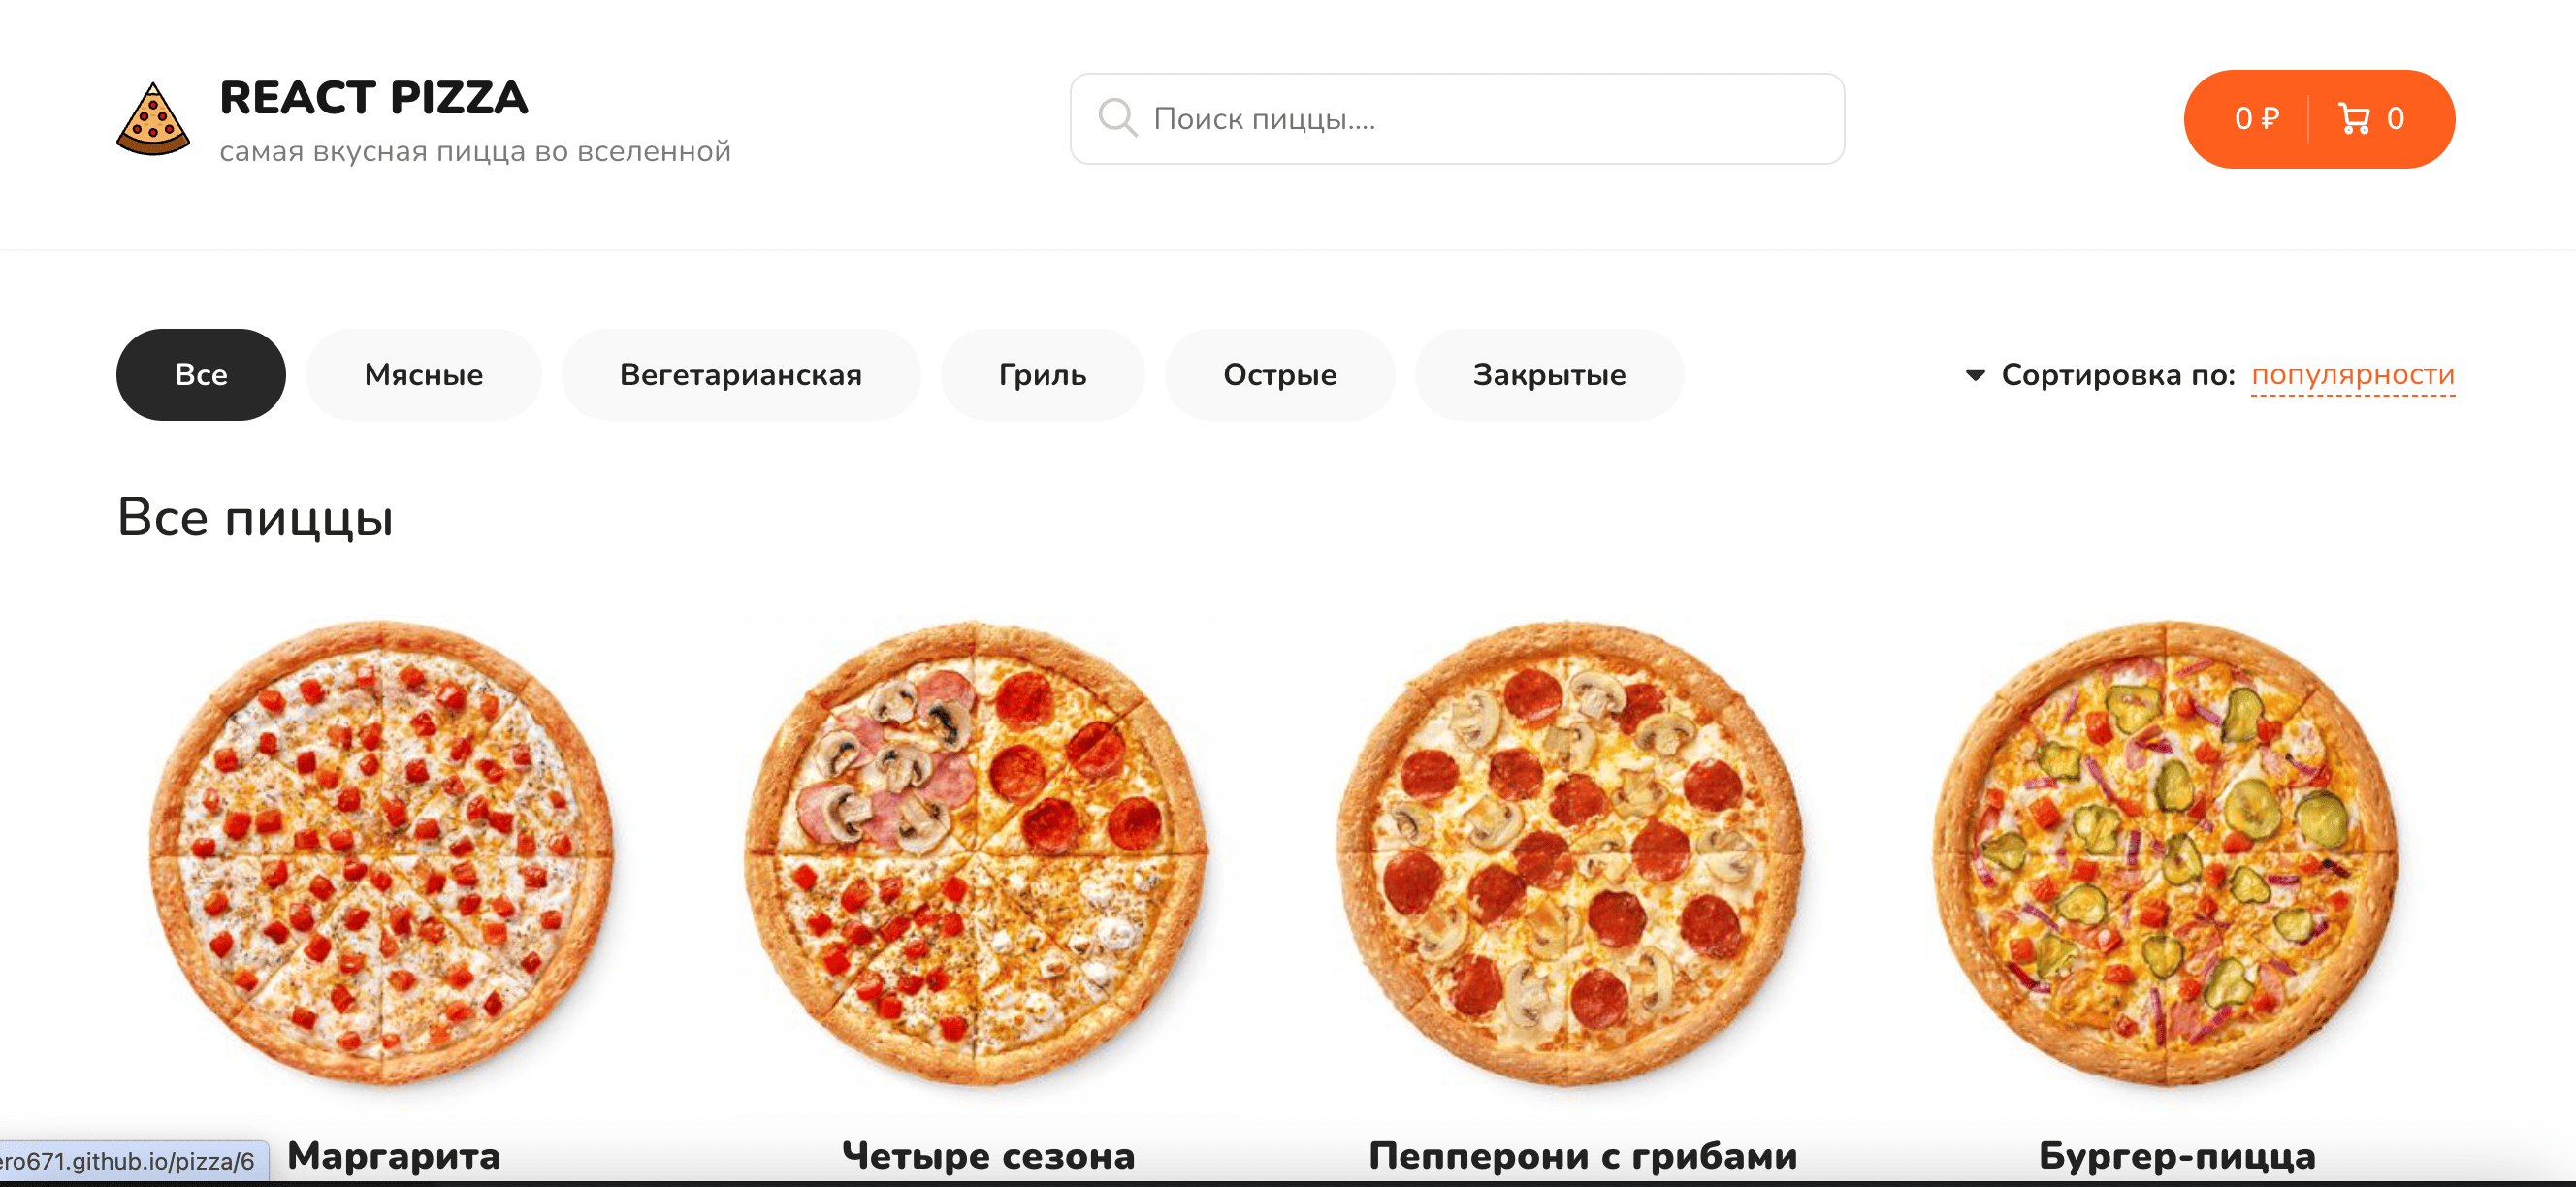 REACT PIZZA
самая вкусная пицца во вселенной
Поиск пиццы....
0 ₽ 0
Все Мясные Вегетарианская Гриль Острые Закрытые Сортировка по: популярности
Все пиццы
Маргарита Четыре сезона Пепперони с грибами Бургер-пицца
ero671.github.io/pizza/6